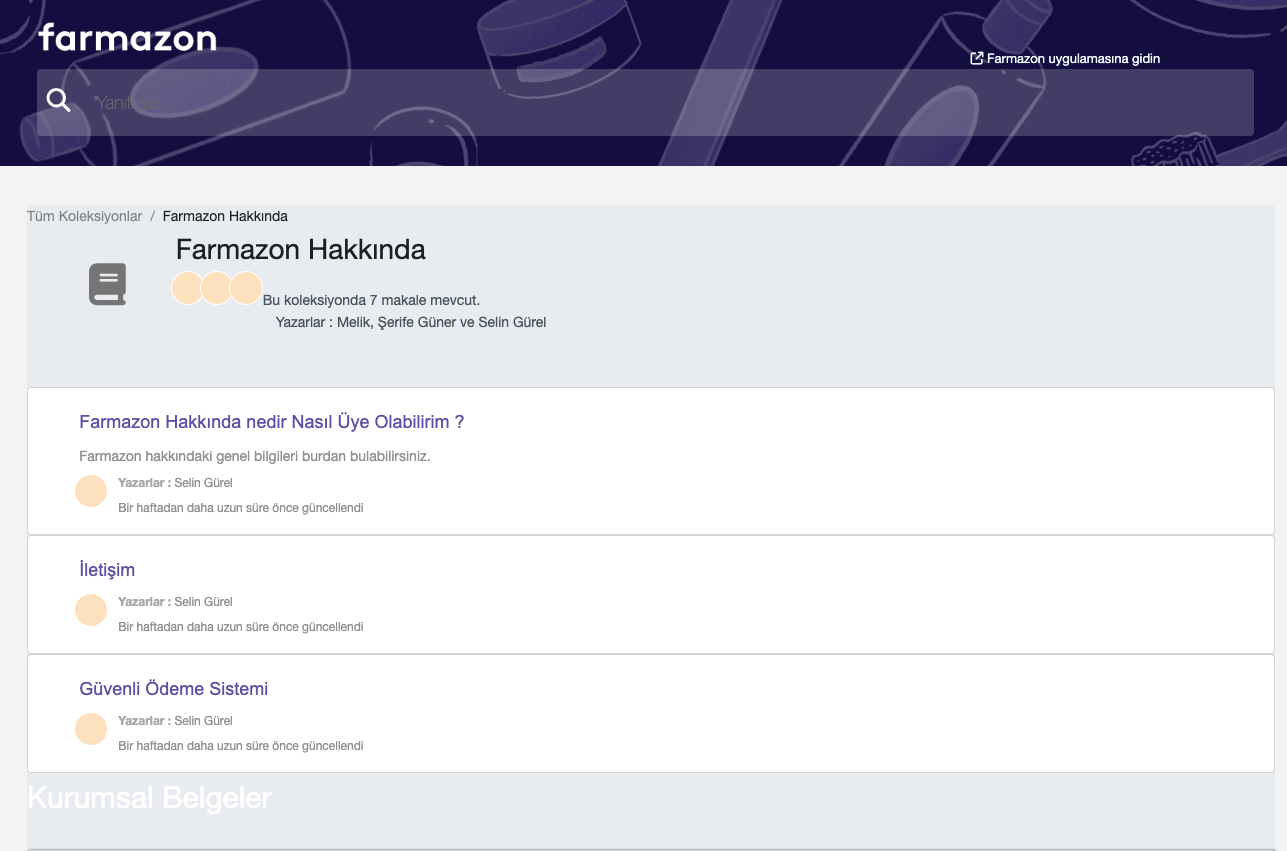 farmazon
Farmazon uygulamasına gidin
Yanıt ara...
Tüm Koleksiyonlar / Farmazon Hakkında
Farmazon Hakkında
Bu koleksiyonda 7 makale mevcut.
Yazarlar : Melik, Şerife Güner ve Selin Gürel
Farmazon Hakkında nedir Nasıl Üye Olabilirim ?
Farmazon hakkındaki genel bilgileri burdan bulabilirsiniz.
Yazarlar : Selin Gürel
Bir haftadan daha uzun süre önce güncellendi
İletişim
Yazarlar : Selin Gürel
Bir haftadan daha uzun süre önce güncellendi
Güvenli Ödeme Sistemi
Yazarlar : Selin Gürel
Bir haftadan daha uzun süre önce güncellendi
Kurumsal Belgeler